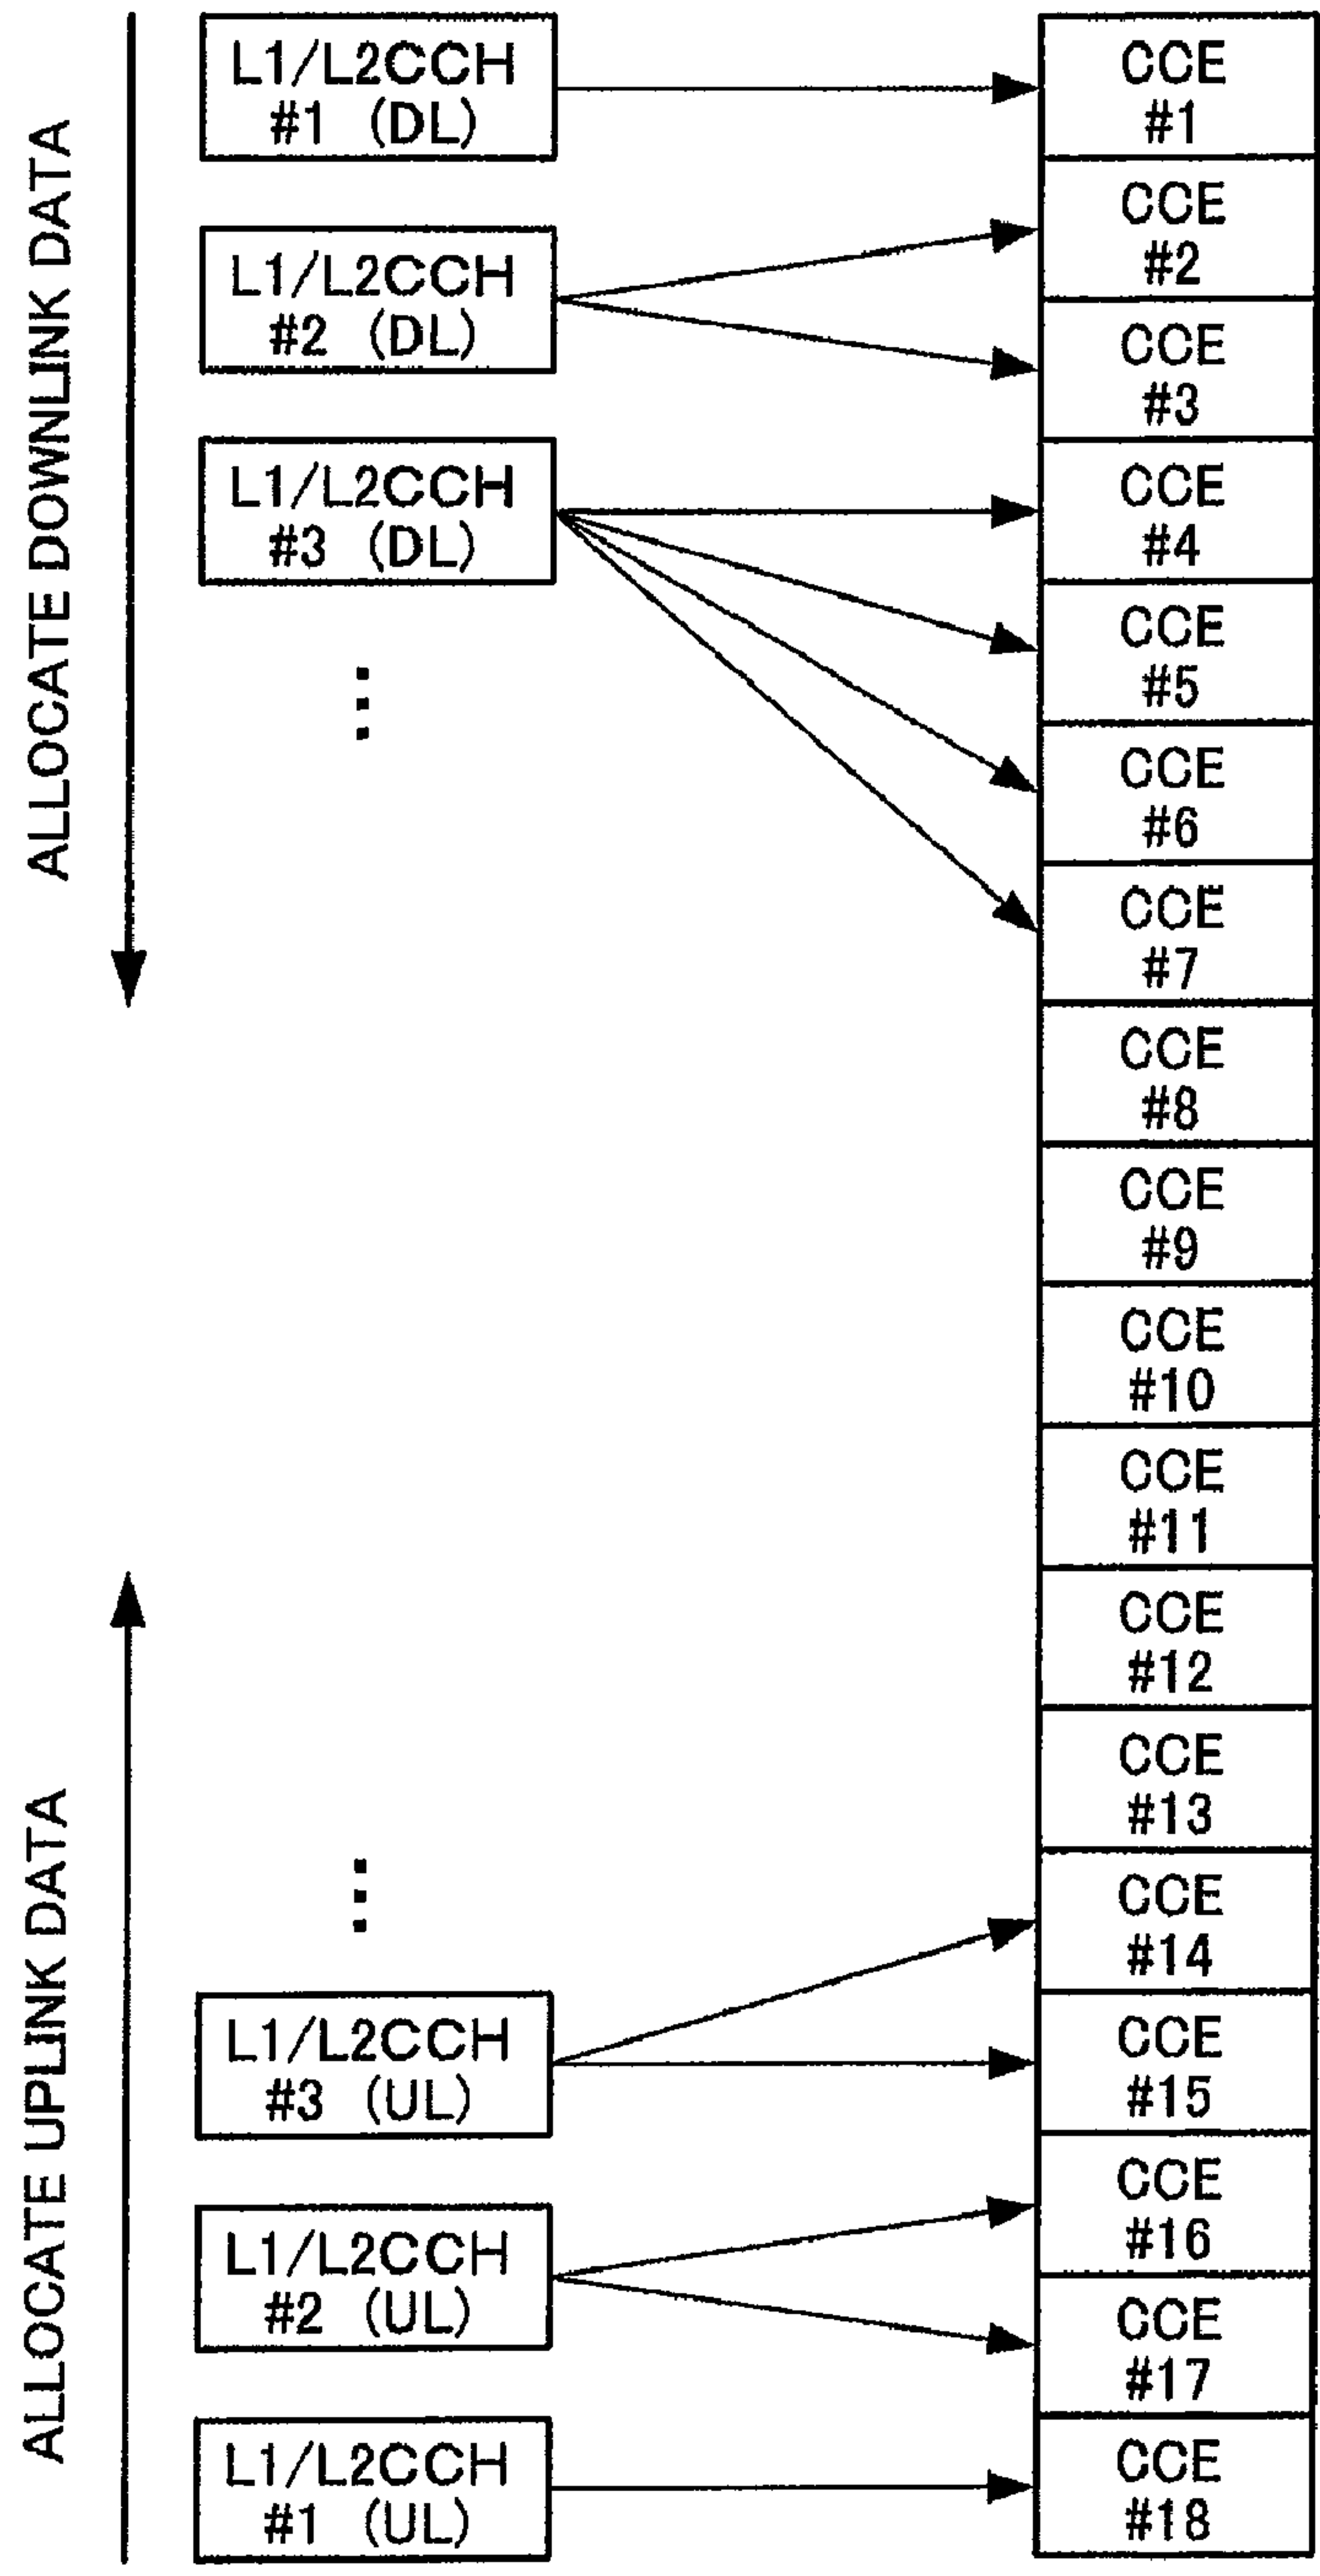 ALLOCATE DOWNLINK DATA
L1/L2CCH
#1 (DL)
L1/L2CCH
#2 (DL)
L1/L2CCH
#3 (DL)
ALLOCATE UPLINK DATA
L1/L2CCH
#3 (UL)
L1/L2CCH
#2 (UL)
L1/L2CCH
#1 (UL)
CCE
#1
CCE
#2
CCE
#3
CCE
#4
CCE
#5
CCE
#6
CCE
#7
CCE
#8
CCE
#9
CCE
#10
CCE
#11
CCE
#12
CCE
#13
CCE
#14
CCE
#15
CCE
#16
CCE
#17
CCE
#18